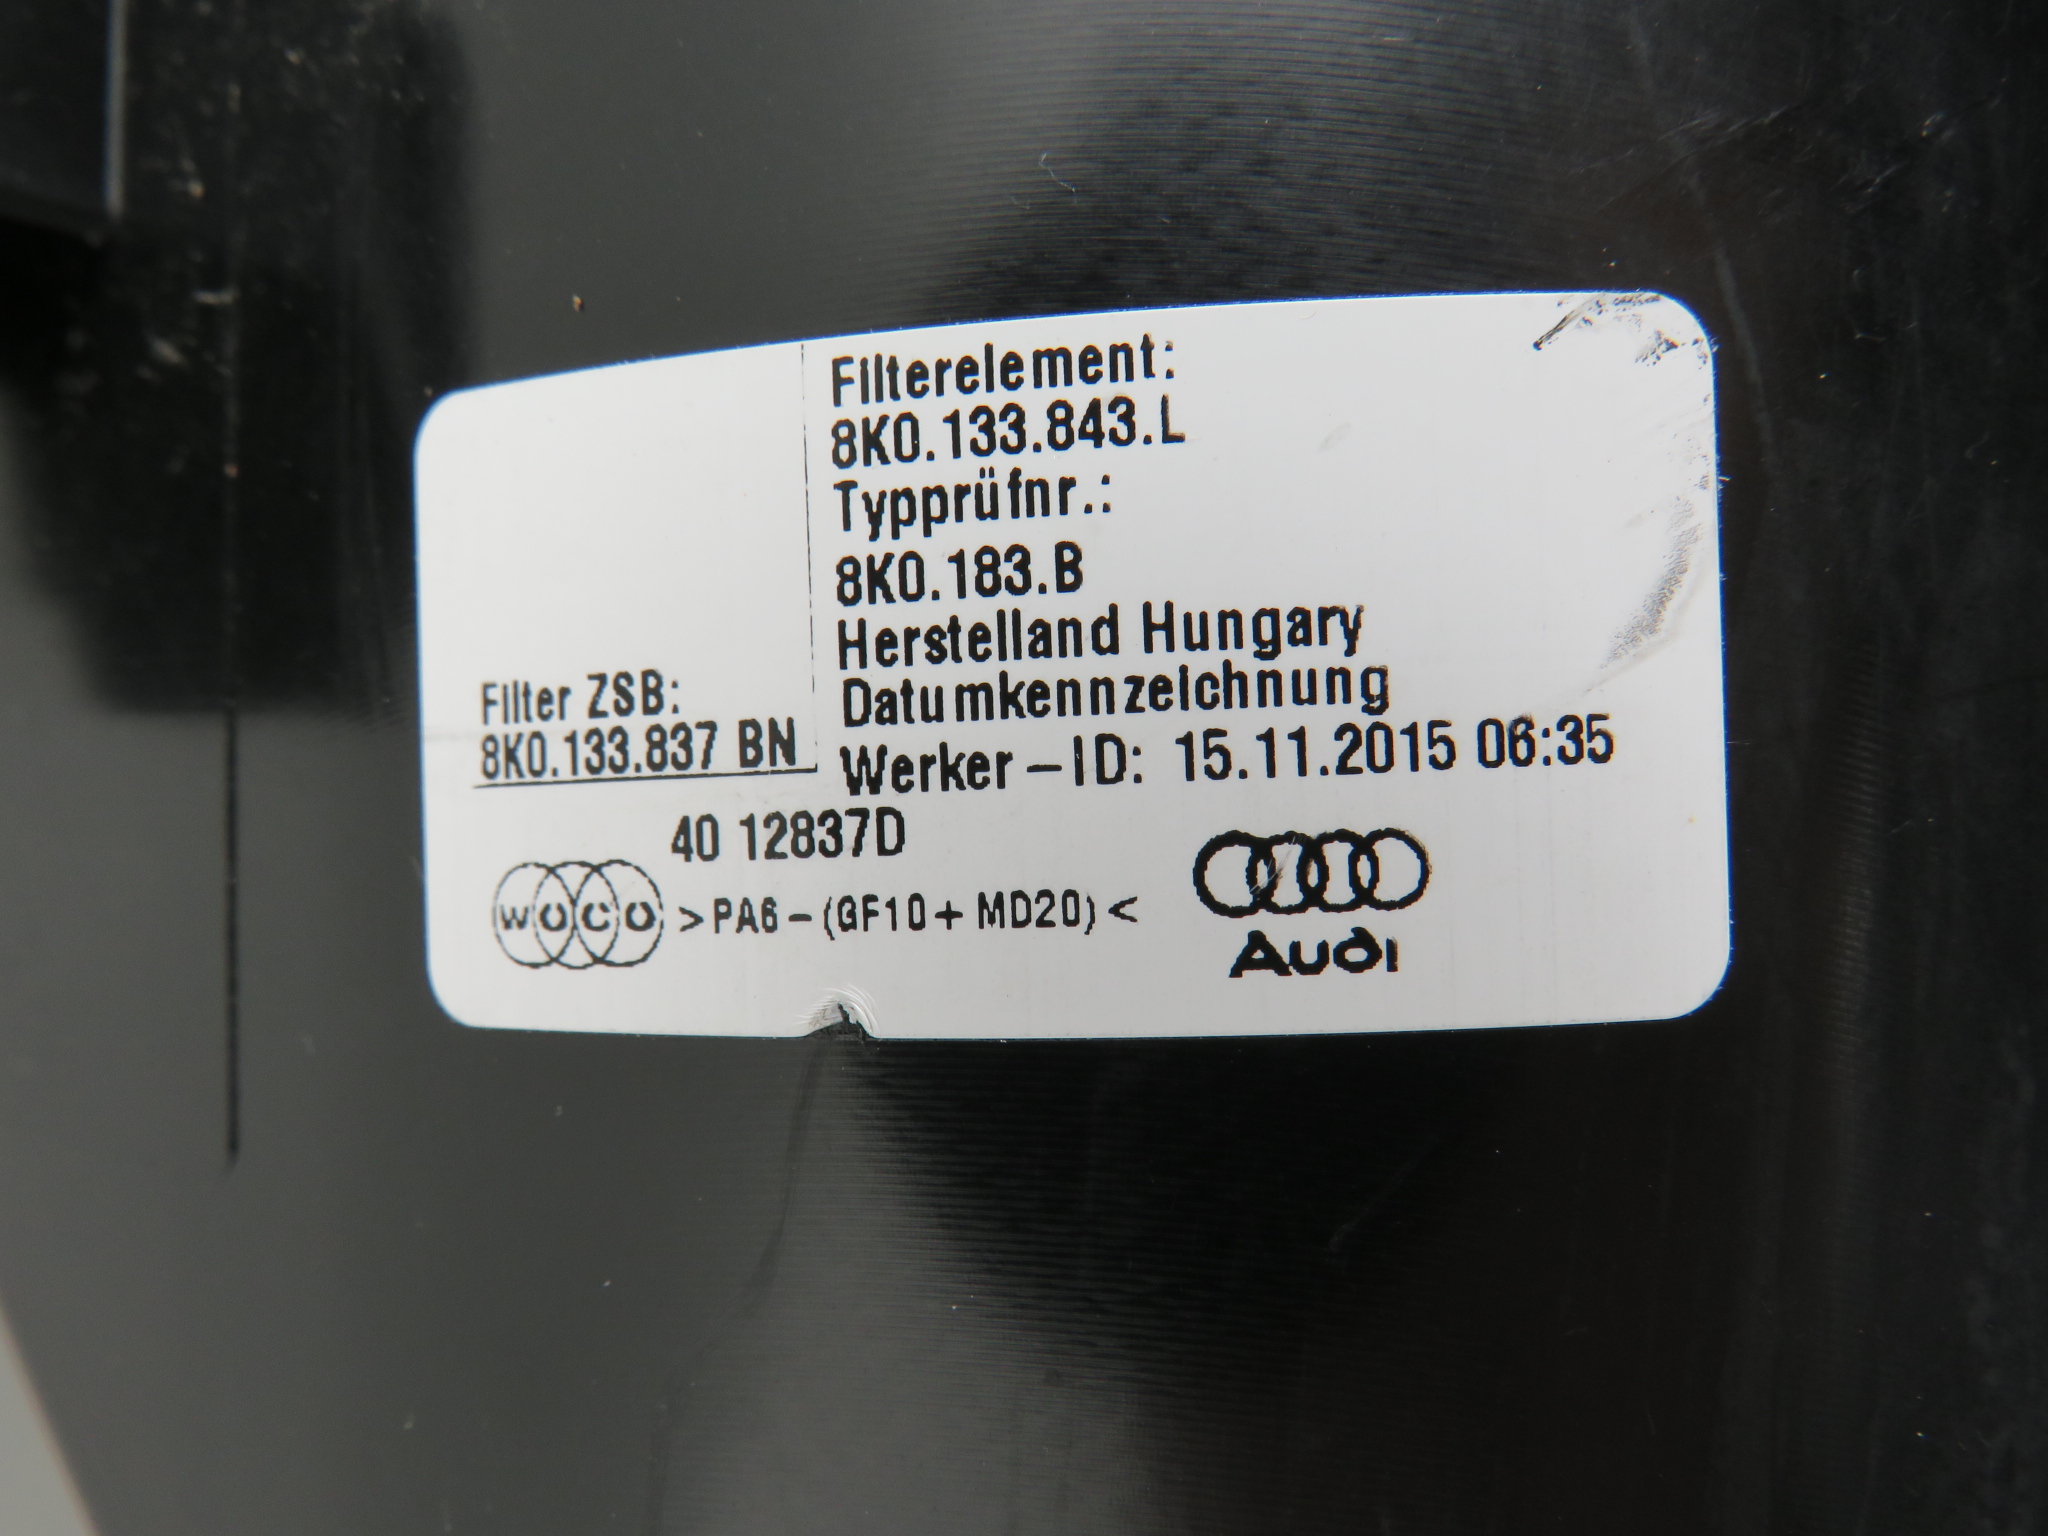 Filterelement:
8K0.133.843.L
Typprüfnr.:
8K0.183.B
Herstelland Hungary
Datumkennzeichnung
Werker-ID: 15.11.2015 06:35
Filter ZSB:
8K0.133.837 BN
40 12837D
WOCO >PA6-(GF10+MD20)<
Audi